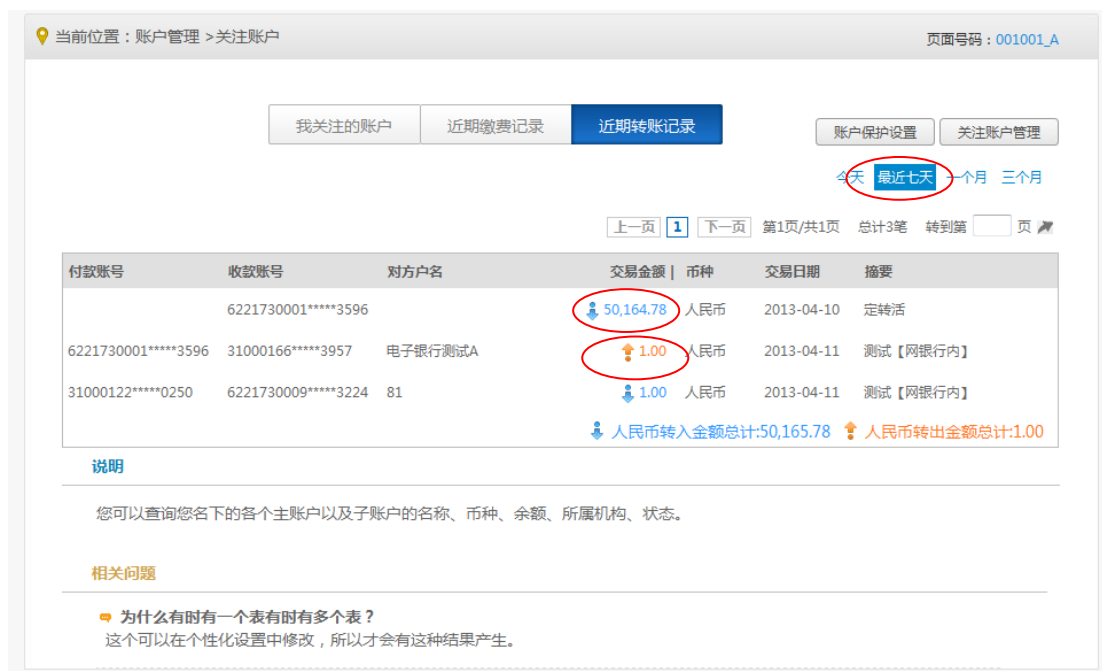 当前位置：账户管理 >关注账户 页面号码：001001_A
我关注的账户 近期缴费记录 近期转账记录 账户保护设置 关注账户管理
今天 最近七天 一个月 三个月
上一页 1 下一页 第1页/共1页 总计3笔 转到第 页
付款账号 收款账号 对方户名 交易金额 | 币种 交易日期 摘要
6221730001*****3596 50,164.78 人民币 2013-04-10 定转活
6221730001*****3596 31000166*****3957 电子银行测试A 1.00 人民币 2013-04-11 测试【网银行内】
31000122*****0250 6221730009*****3224 81 1.00 人民币 2013-04-11 测试【网银行内】
人民币转入金额总计:50,165.78 人民币转出金额总计:1.00
说明
您可以查询您名下的各个主账户以及子账户的名称、币种、余额、所属机构、状态。
相关问题
为什么有时有一个表有时有多个表？
这个可以在个性化设置中修改，所以才会有这种结果产生。